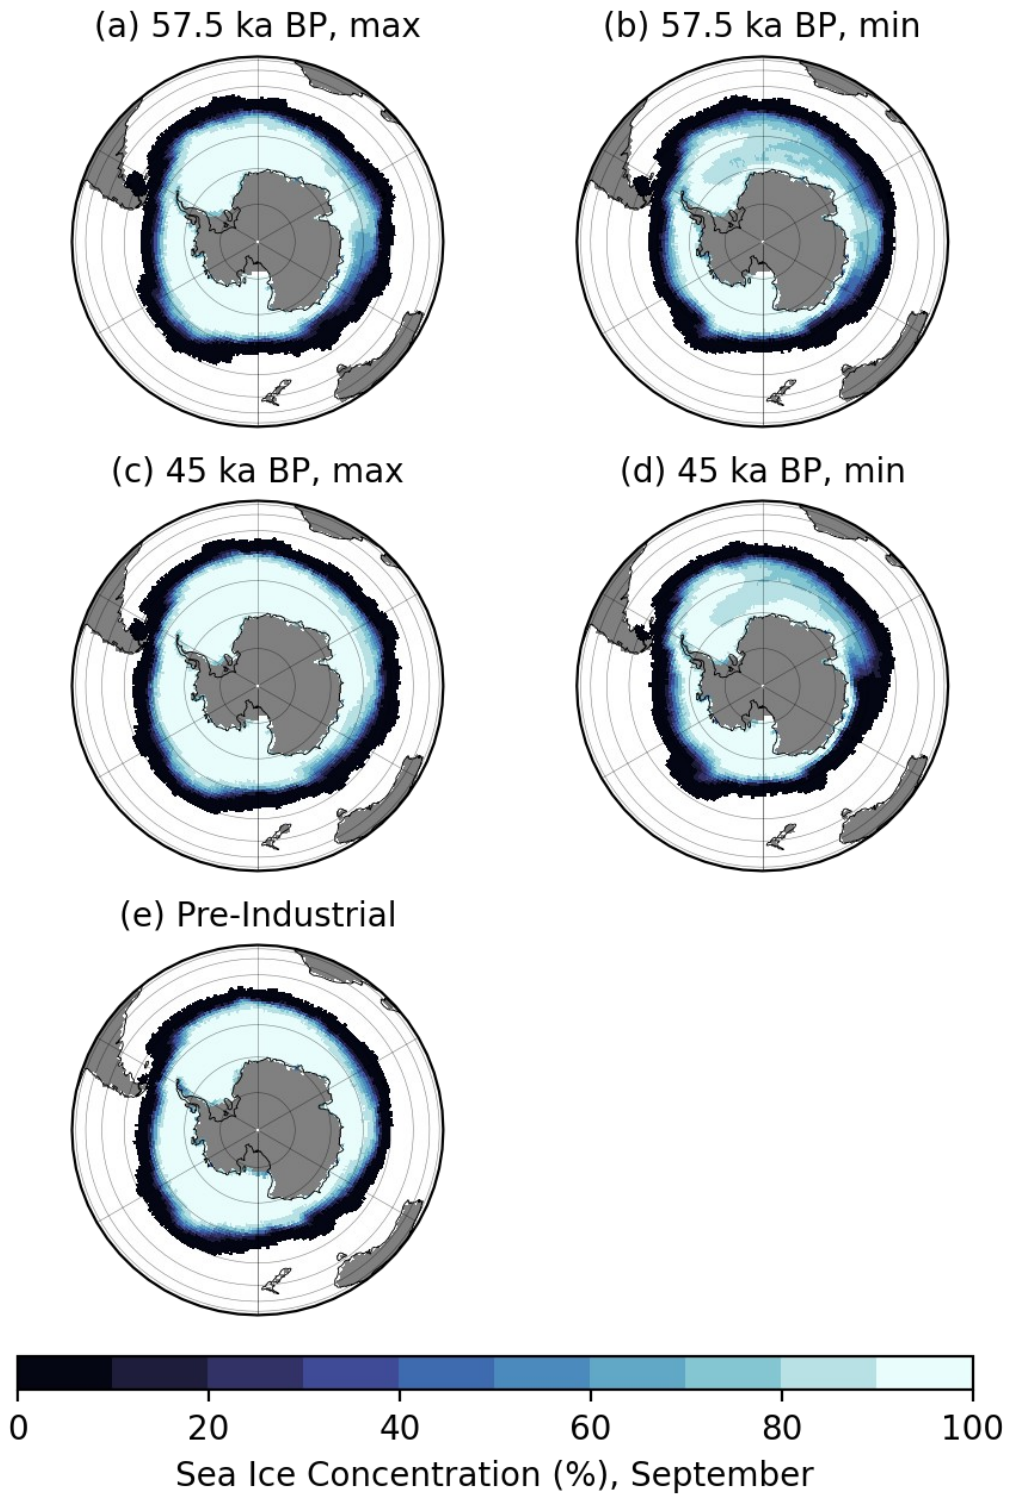 (a) 57.5 ka BP, max
(b) 57.5 ka BP, min
(c) 45 ka BP, max
(d) 45 ka BP, min
(e) Pre-Industrial
0 20 40 60 80 100
Sea Ice Concentration (%), September